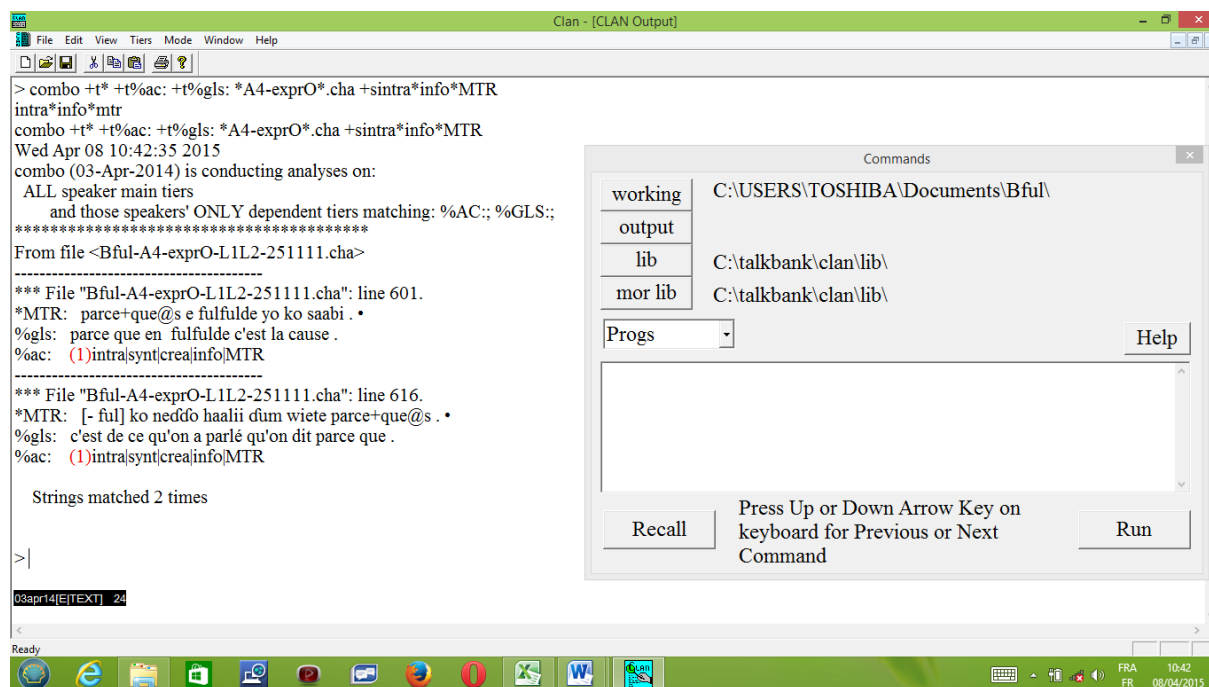 Clan - [CLAN Output]
File Edit View Tiers Mode Window Help
> combo +t* +t%ac: +t%gls: *A4-exprO*.cha +sintra*info*MTR
intra*info*mtr
combo +t* +t%ac: +t%gls: *A4-exprO*.cha +sintra*info*MTR
Wed Apr 08 10:42:35 2015
combo (03-Apr-2014) is conducting analyses on:
ALL speaker main tiers
and those speakers' ONLY dependent tiers matching: %AC:; %GLS:;
****************************************
From file <Bful-A4-exprO-L1L2-251111.cha>
----------------------------------------
*** File "Bful-A4-exprO-L1L2-251111.cha": line 601.
*MTR: parce+que@s e fulfulde yo ko saabi . •
%gls: parce que en fulfulde c'est la cause .
%ac: (1)intra|synt|crea|info|MTR
----------------------------------------
*** File "Bful-A4-exprO-L1L2-251111.cha": line 616.
*MTR: [- ful] ko neɗɗo haalii ɗum wiete parce+que@s . •
%gls: c'est de ce qu'on a parlé qu'on dit parce que .
%ac: (1)intra|synt|crea|info|MTR
Strings matched 2 times
>
03apr14[E|TEXT] 24
Commands
working C:\USERS\TOSHIBA\Documents\Bful\
output
lib C:\talkbank\clan\lib\
mor lib C:\talkbank\clan\lib\
Progs
Help
Recall
Press Up or Down Arrow Key on
keyboard for Previous or Next
Command
Run
Ready
FRA 10:42
FR 08/04/2015